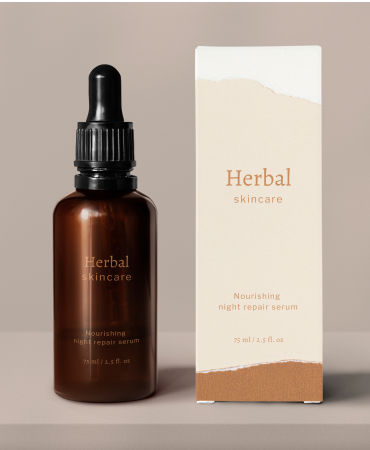 Herbal
skincare
Nourishing
night repair serum
75 ml / 2.5 fl. oz
Herbal
skincare
Nourishing
night repair serum
75 ml / 2.5 fl. oz